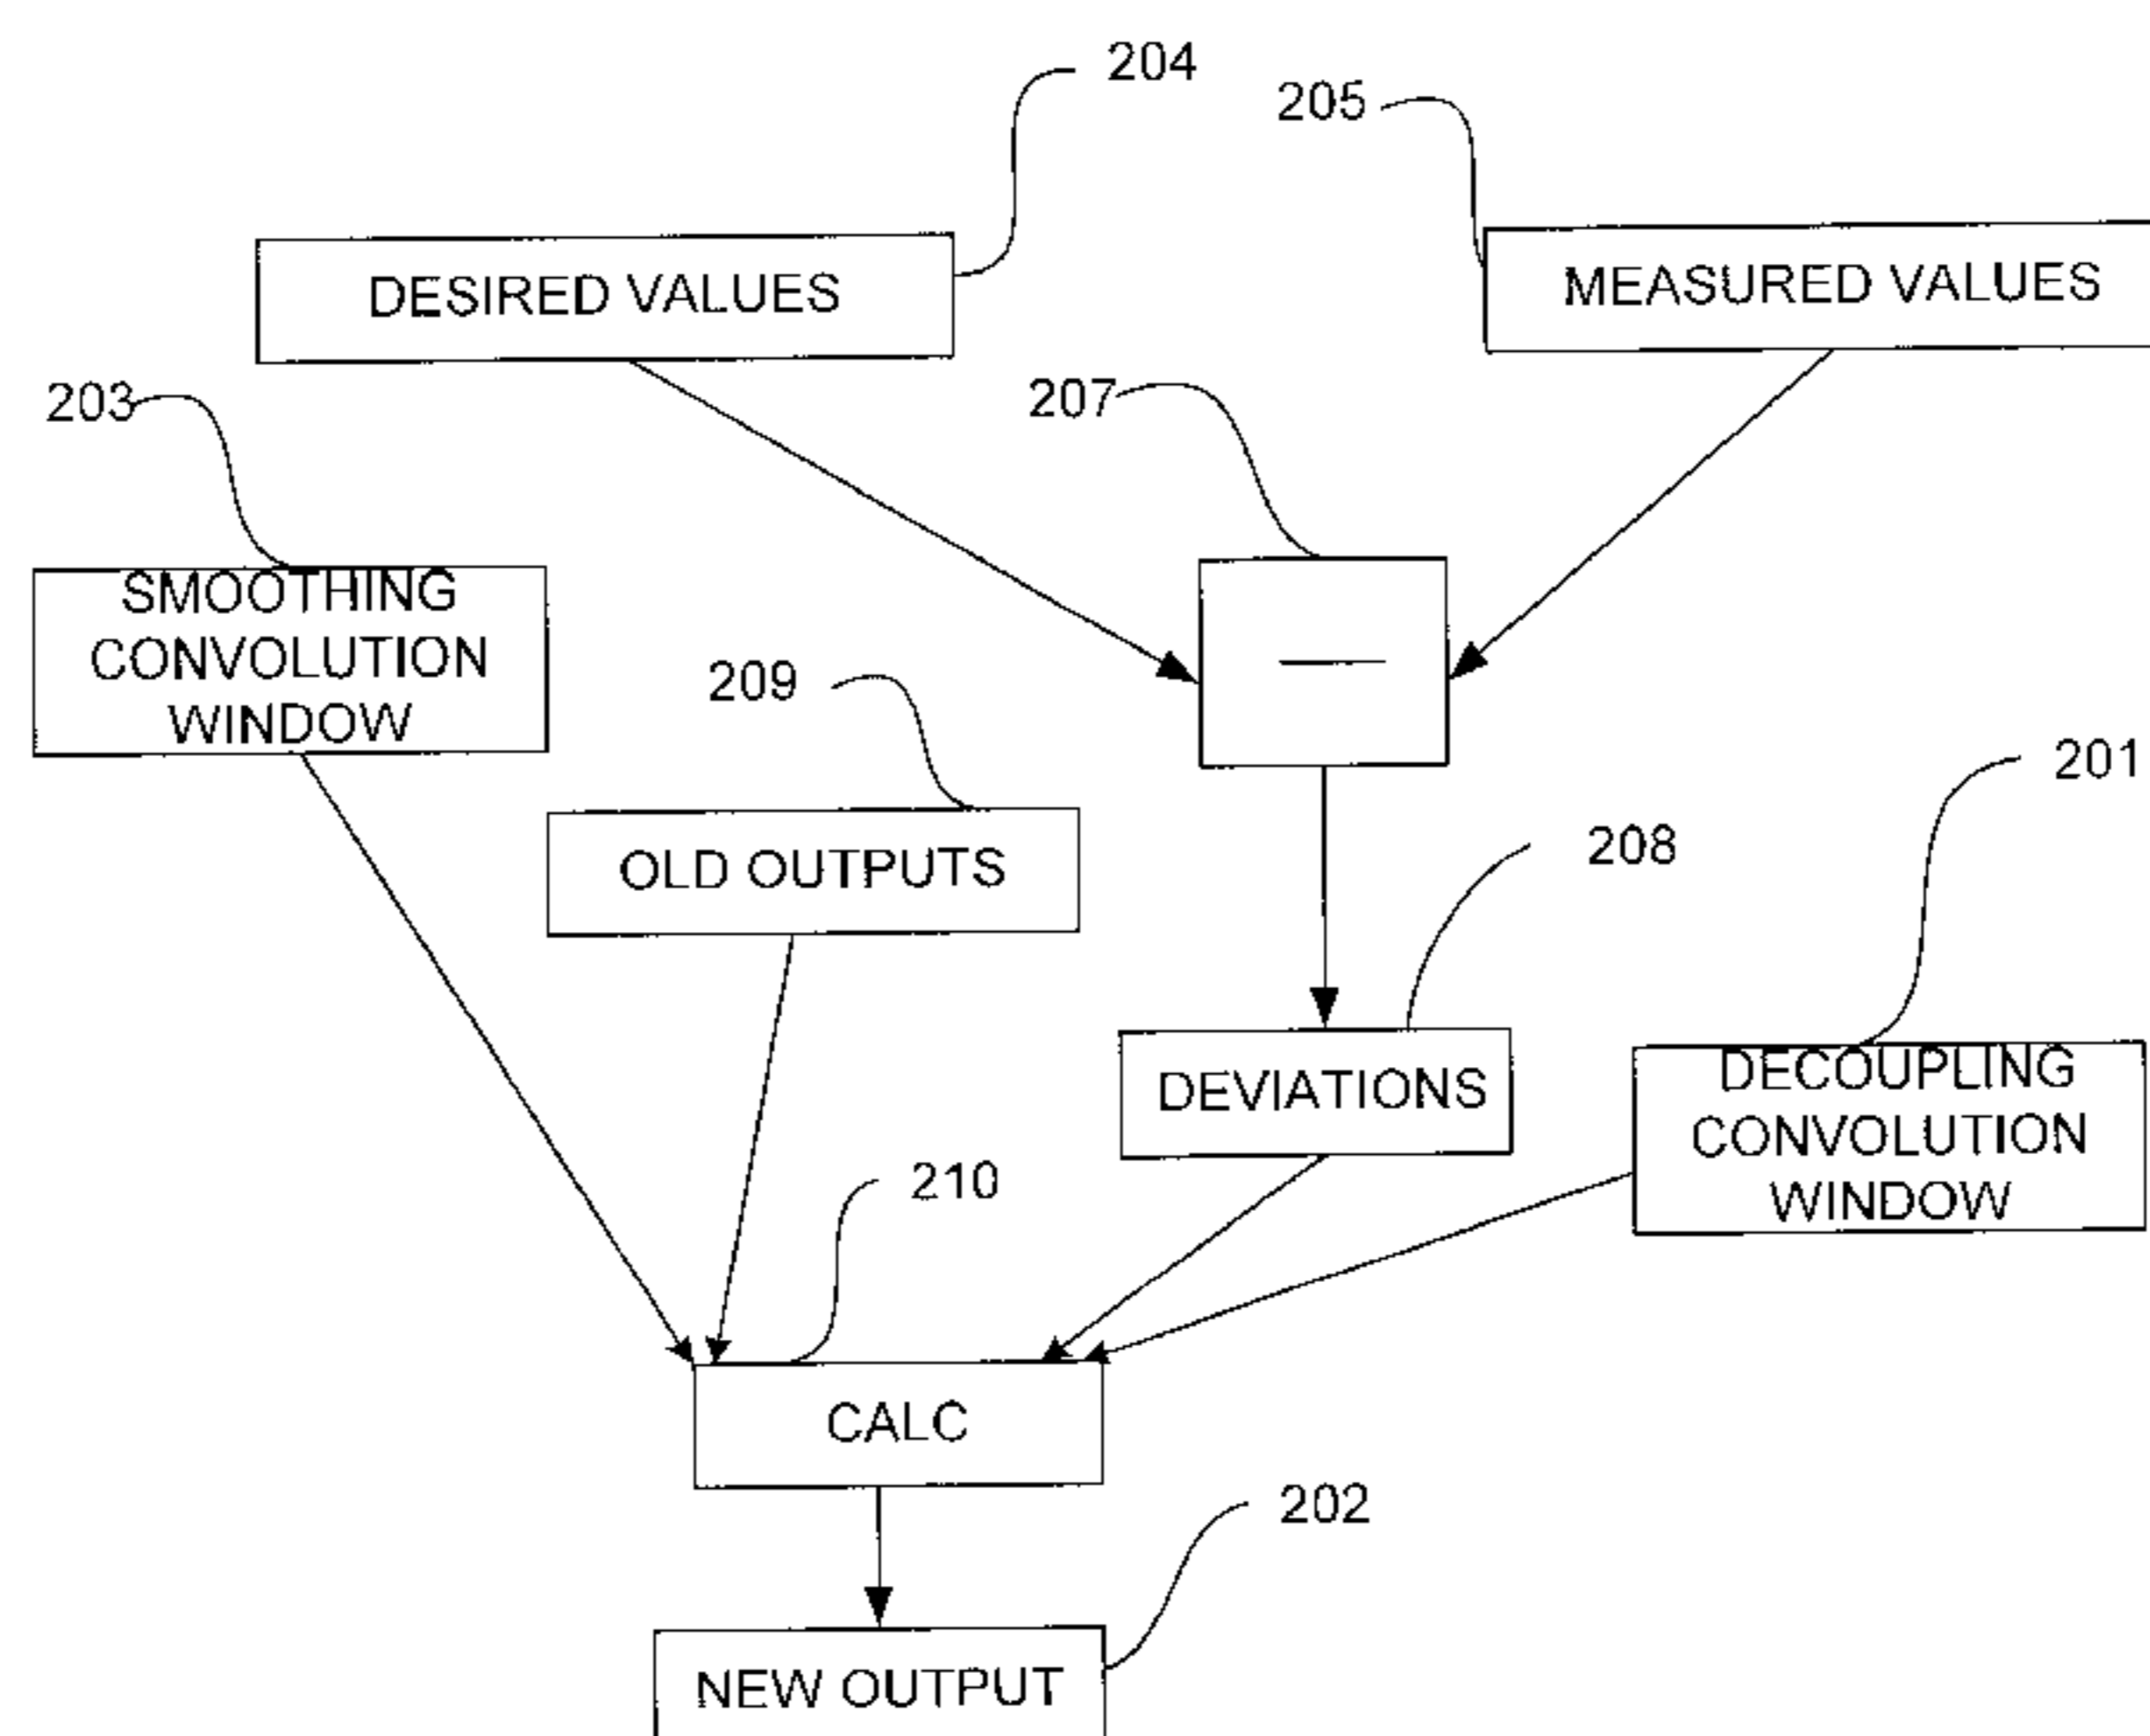 204
205
DESIRED VALUES
MEASURED VALUES
203
207
SMOOTHING
CONVOLUTION
WINDOW
209
201
OLD OUTPUTS
208
DEVIATIONS
DECOUPLING
CONVOLUTION
WINDOW
210
CALC
202
NEW OUTPUT